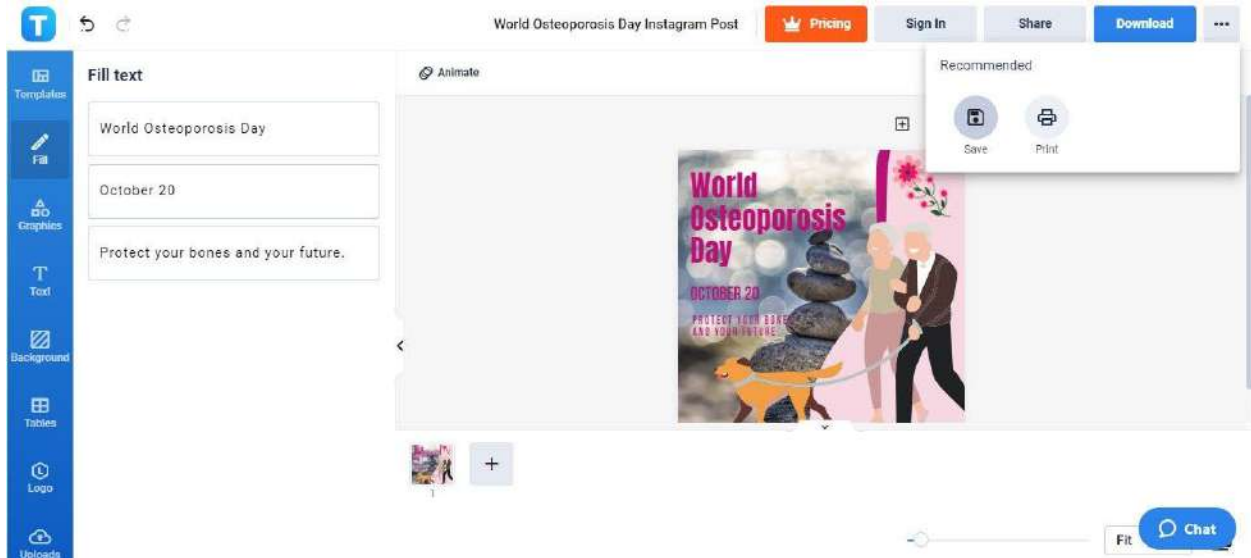 T
World Osteoporosis Day Instagram Post
Pricing
Sign In
Share
Download
Templates
Fill
Graphics
Text
Background
Tables
Logo
Uploads
Fill text
World Osteoporosis Day
October 20
Protect your bones and your future.
Animate
Recommended
Save
Print
World
Osteoporosis
Day
OCTOBER 20
PROTECT YOUR BONES
AND YOUR FUTURE
1
Fit
Chat